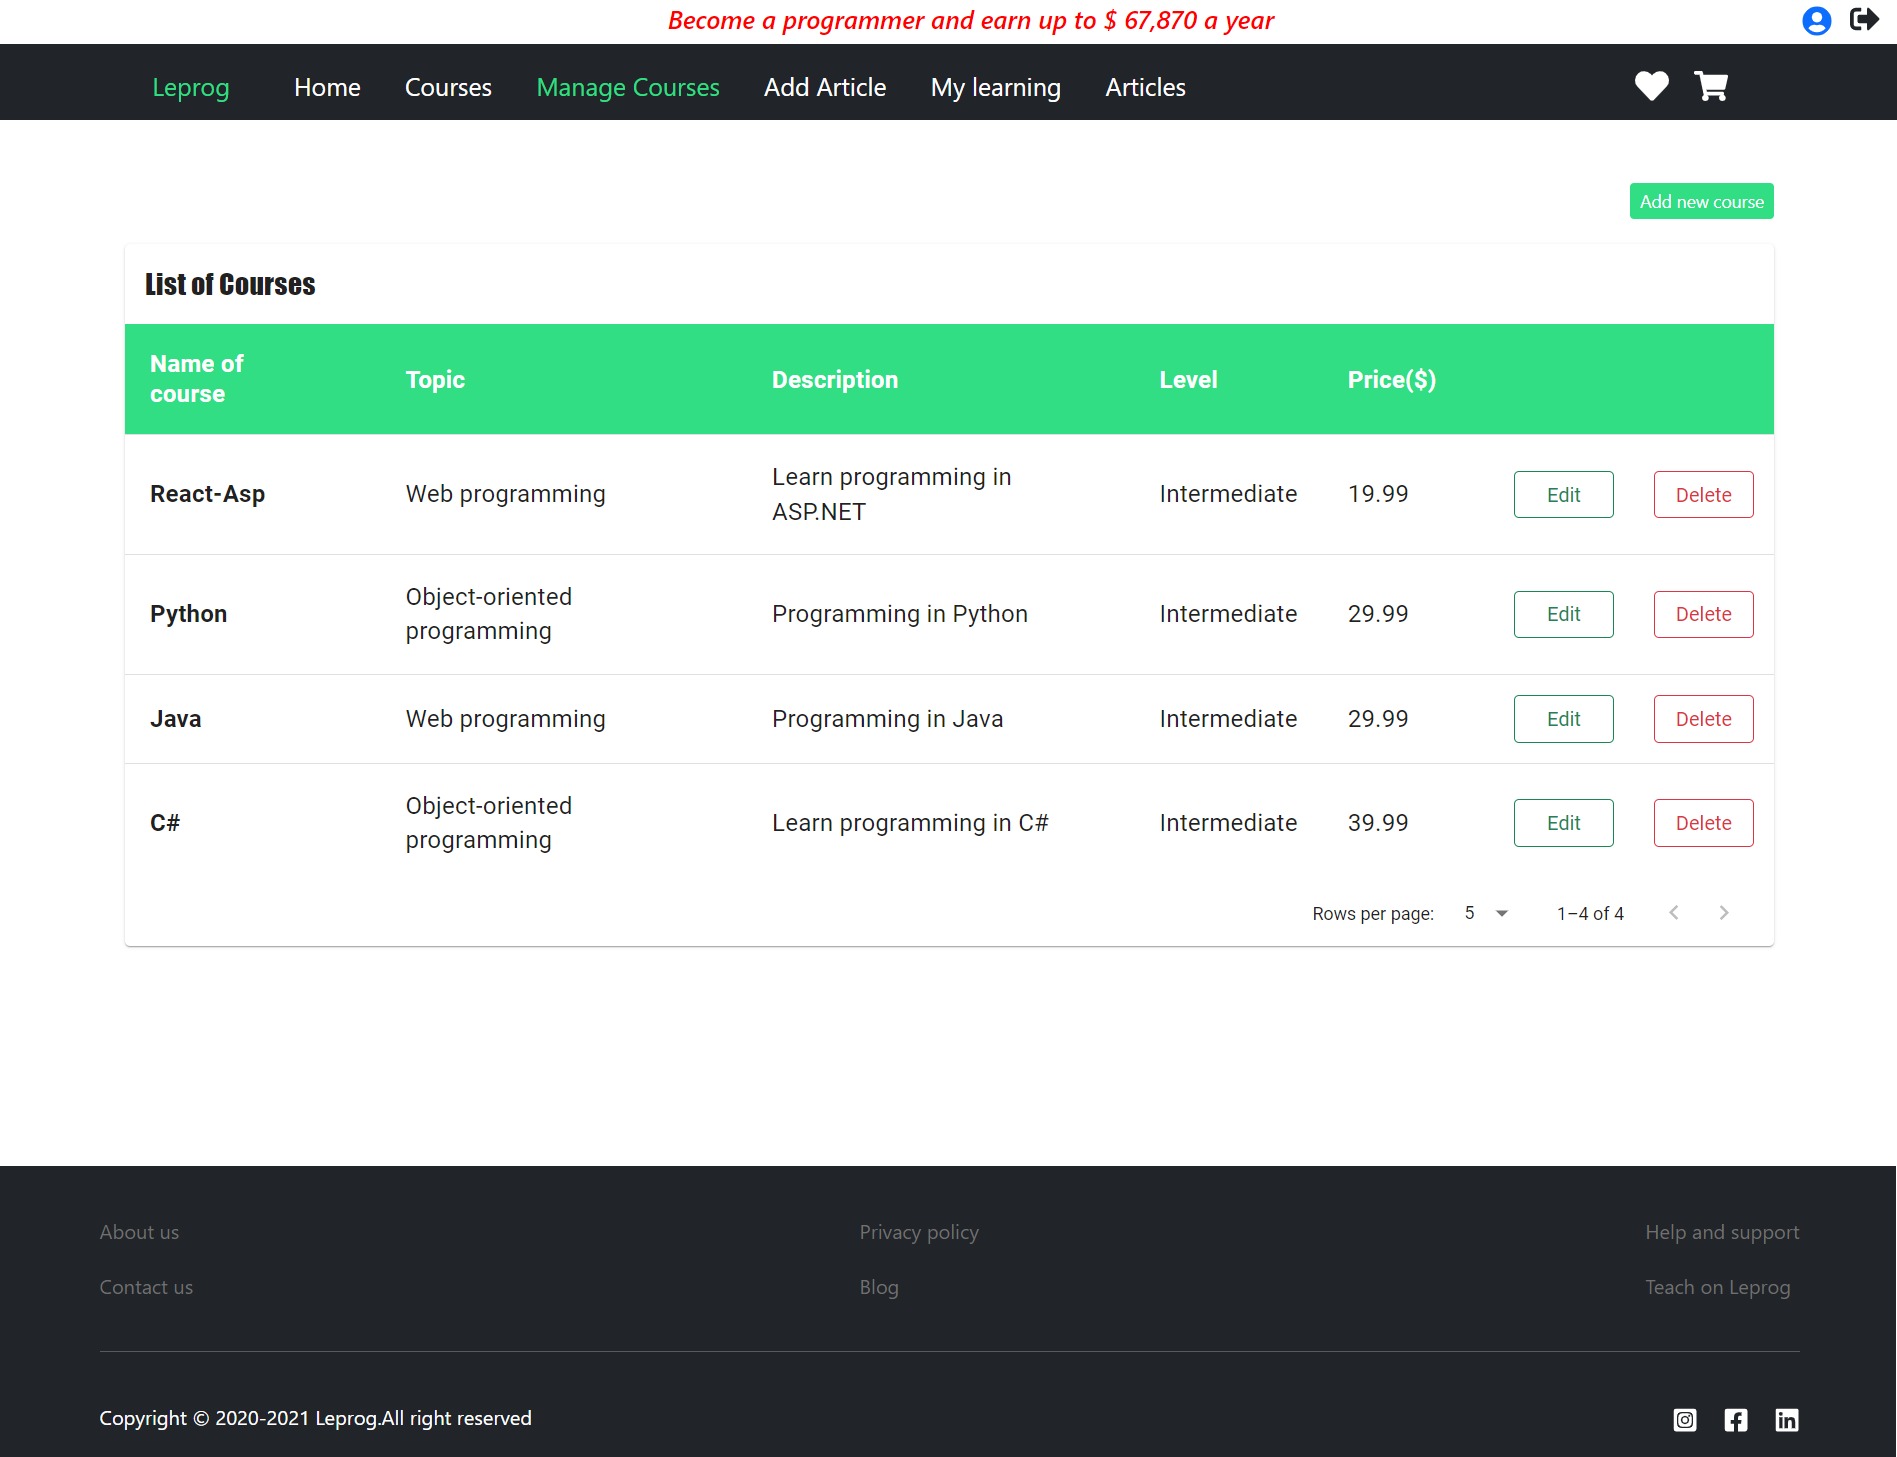 Become a programmer and earn up to $ 67,870 a year
Leprog Home Courses Manage Courses Add Article My learning Articles
Add new course
List of Courses
Name of course Topic Description Level Price($)
React-Asp Web programming Learn programming in ASP.NET Intermediate 19.99 Edit Delete
Python Object-oriented programming Programming in Python Intermediate 29.99 Edit Delete
Java Web programming Programming in Java Intermediate 29.99 Edit Delete
C# Object-oriented programming Learn programming in C# Intermediate 39.99 Edit Delete
Rows per page: 5 1–4 of 4
About us Privacy policy Help and support
Contact us Blog Teach on Leprog
Copyright © 2020-2021 Leprog.All right reserved